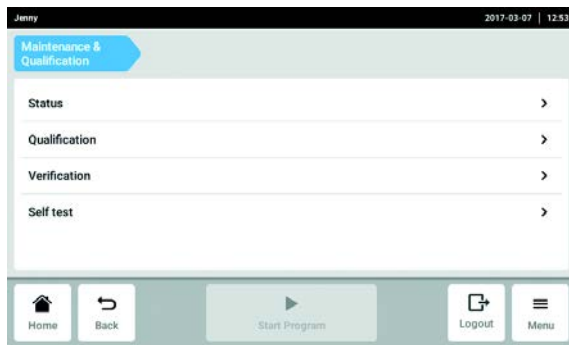 Jenny
2017-03-07 | 12:53
Maintenance &
Qualification
Status
Qualification
Verification
Self test
Home
Back
Start Program
Logout
Menu